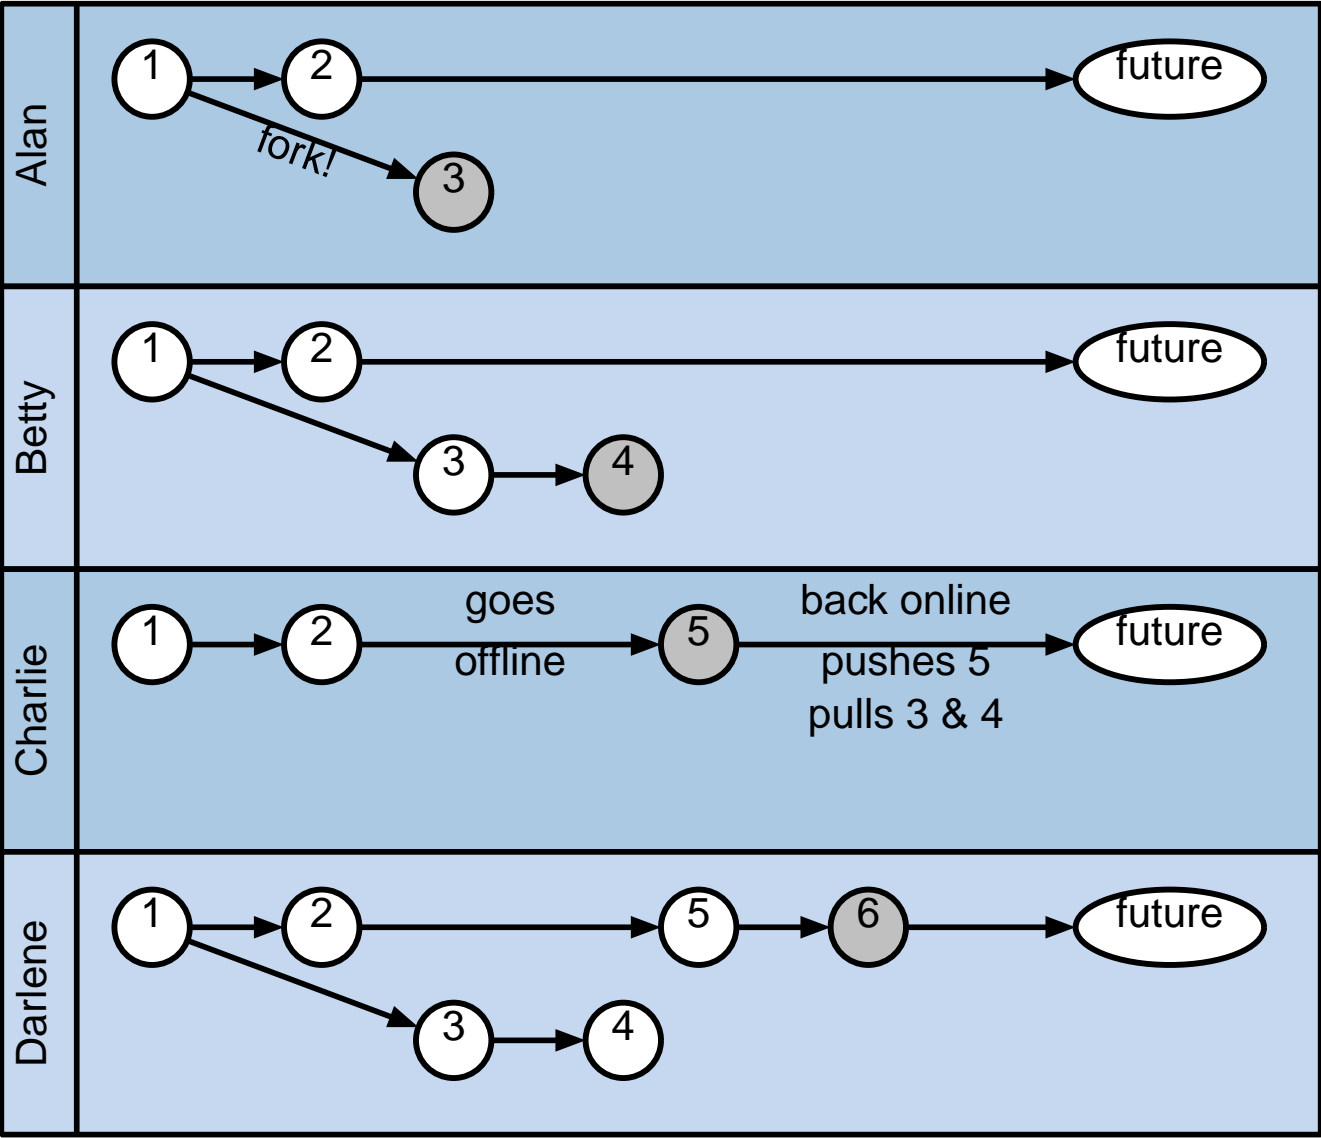 Alan
1
2
future
fork!
3
Betty
1
2
future
3
4
Charlie
1
2
goes
offline
5
back online
pushes 5
pulls 3 & 4
future
Darlene
1
2
5
6
future
3
4